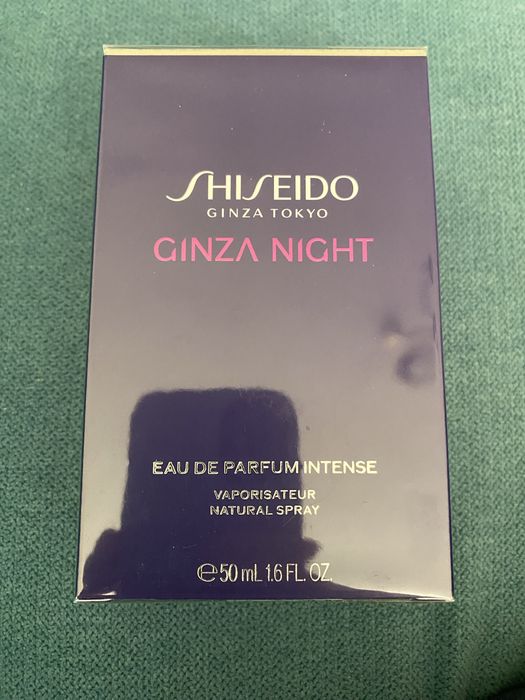 SHISEIDO
GINZA TOKYO
GINZA NIGHT
EAU DE PARFUM INTENSE
VAPORISATEUR
NATURAL SPRAY
℮50 mL 1.6 FL. OZ.